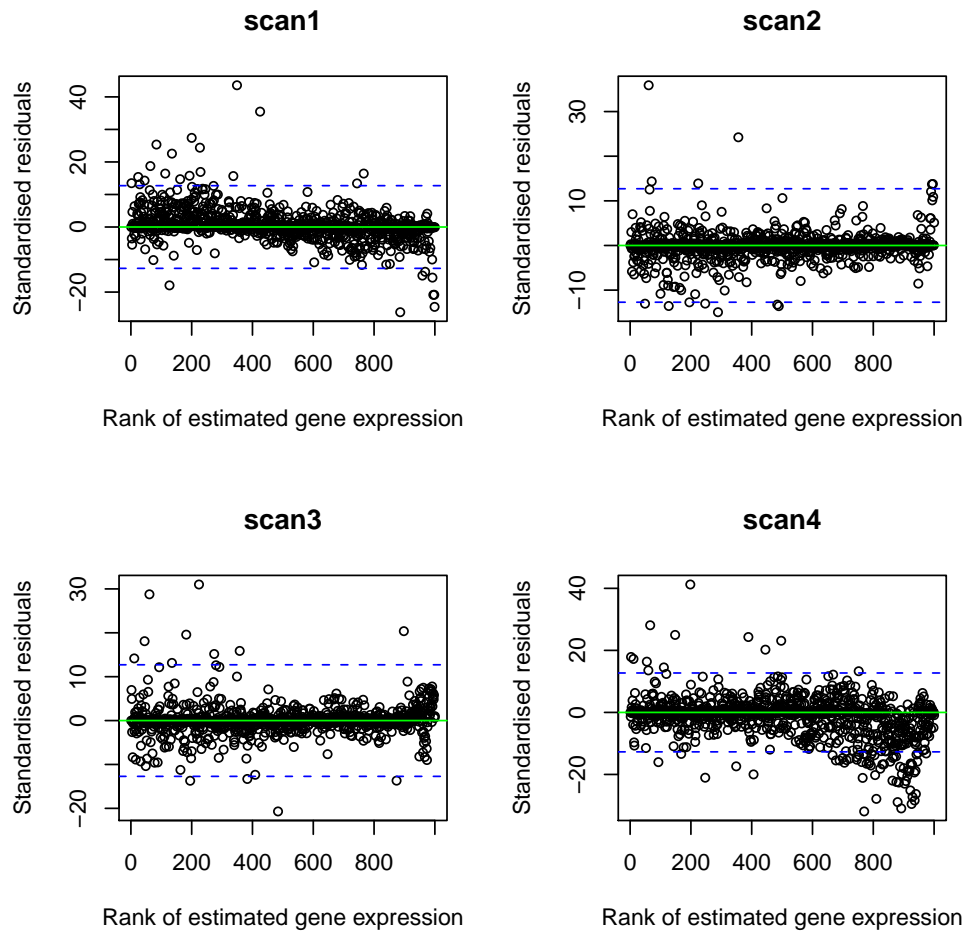 scan1
Standardised residuals
40
20
0
−20
0 200 400 600 800
Rank of estimated gene expression
scan2
Standardised residuals
30
10
−10
0 200 400 600 800
Rank of estimated gene expression
scan3
Standardised residuals
30
10
0
−20
0 200 400 600 800
Rank of estimated gene expression
scan4
Standardised residuals
40
20
0
−20
0 200 400 600 800
Rank of estimated gene expression